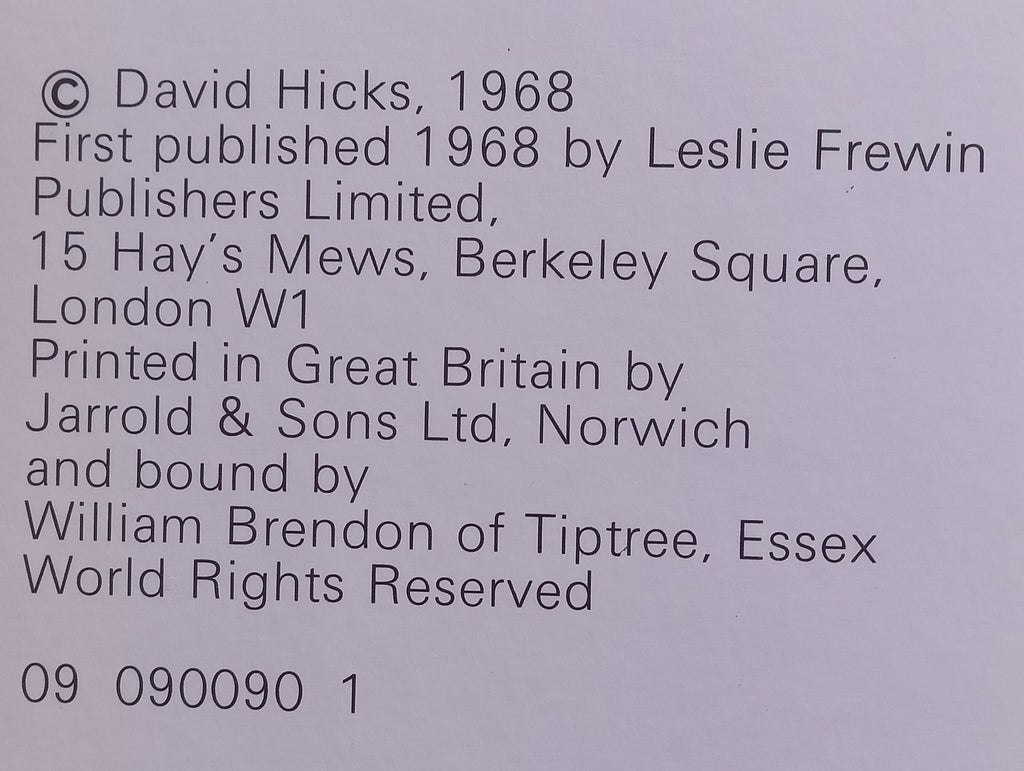 © David Hicks, 1968
First published 1968 by Leslie Frewin
Publishers Limited,
15 Hay's Mews, Berkeley Square,
London W1
Printed in Great Britain by
Jarrold & Sons Ltd, Norwich
and bound by
William Brendon of Tiptree, Essex
World Rights Reserved
09 090090 1